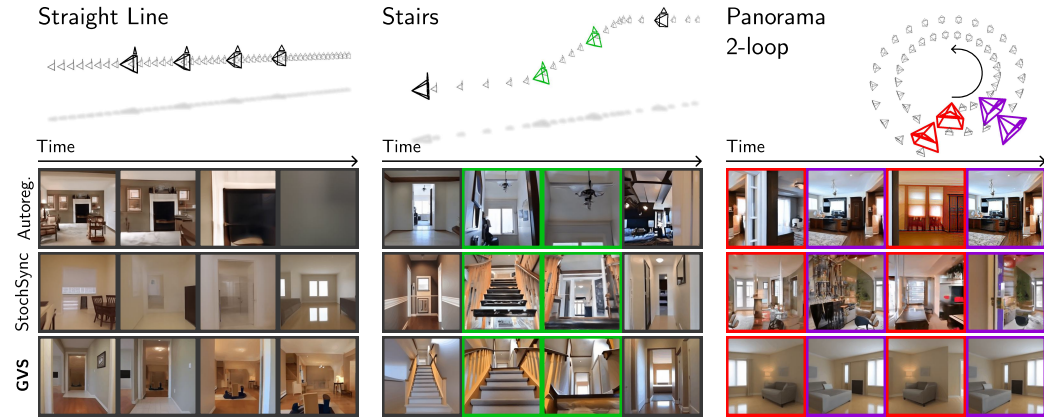 Straight Line
Stairs
Panorama
2-loop
Time
Time
Time
Autoreg.
StochSync
GVS